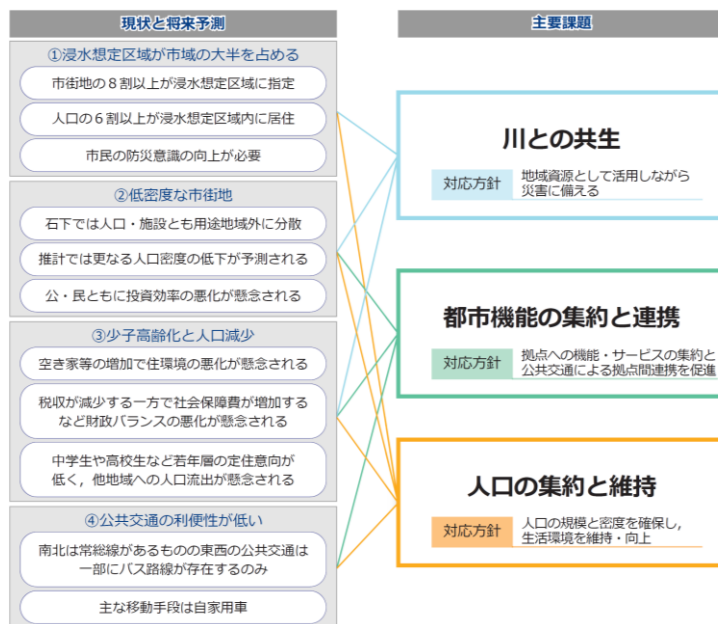 現状と将来予測
①浸水想定区域が市域の大半を占める
市街地の８割以上が浸水想定区域に指定
人口の６割以上が浸水想定区域内に居住
市民の防災意識の向上が必要
②低密度な市街地
石下では人口・施設とも用途地域外に分散
推計では更なる人口密度の低下が予測される
公・民ともに投資効率の悪化が懸念される
③少子高齢化と人口減少
空き家等の増加で住環境の悪化が懸念される
税収が減少する一方で社会保障費が増加する
など財政バランスの悪化が懸念される
中学生や高校生など若年層の定住意向が
低く，他地域への人口流出が懸念される
④公共交通の利便性が低い
南北は常総線があるものの東西の公共交通は
一部にバス路線が存在するのみ
主な移動手段は自家用車
主要課題
川との共生
対応方針
地域資源として活用しながら
災害に備える
都市機能の集約と連携
対応方針
拠点への機能・サービスの集約と
公共交通による拠点間連携を促進
人口の集約と維持
対応方針
人口の規模と密度を確保し，
生活環境を維持・向上